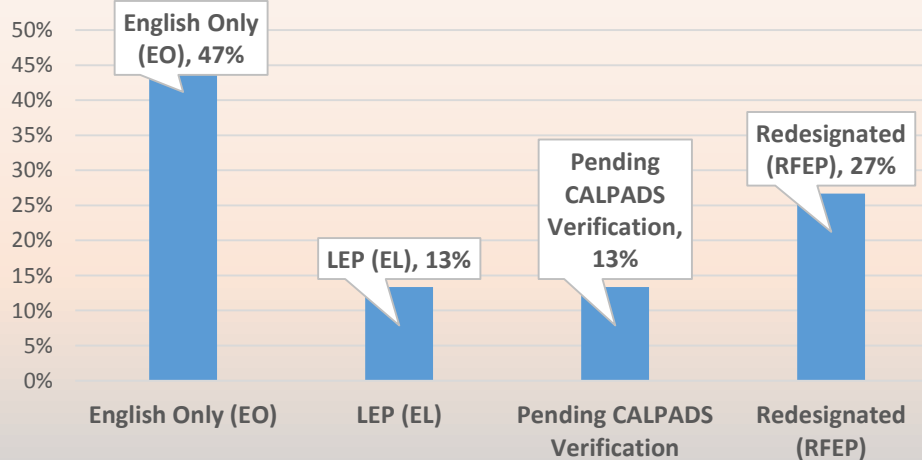 50%
45%
40%
35%
30%
25%
20%
15%
10%
5%
0%
English Only
(EO), 47%
LEP (EL), 13%
Pending
CALPADS
Verification,
13%
Redesignated
(RFEP), 27%
English Only (EO)
LEP (EL)
Pending CALPADS
Verification
Redesignated
(RFEP)